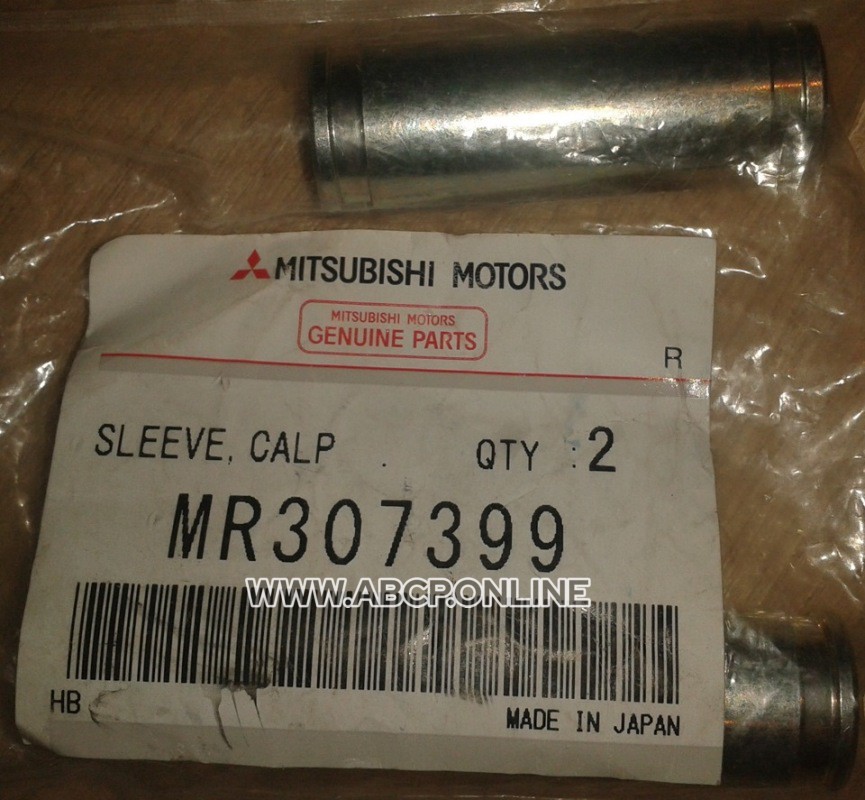 MITSUBISHI MOTORS
MITSUBISHI MOTORS
GENUINE PARTS
R
SLEEVE, CALP . QTY : 2
MR307399
WWW.ABCP.ONLINE
HB
MADE IN JAPAN